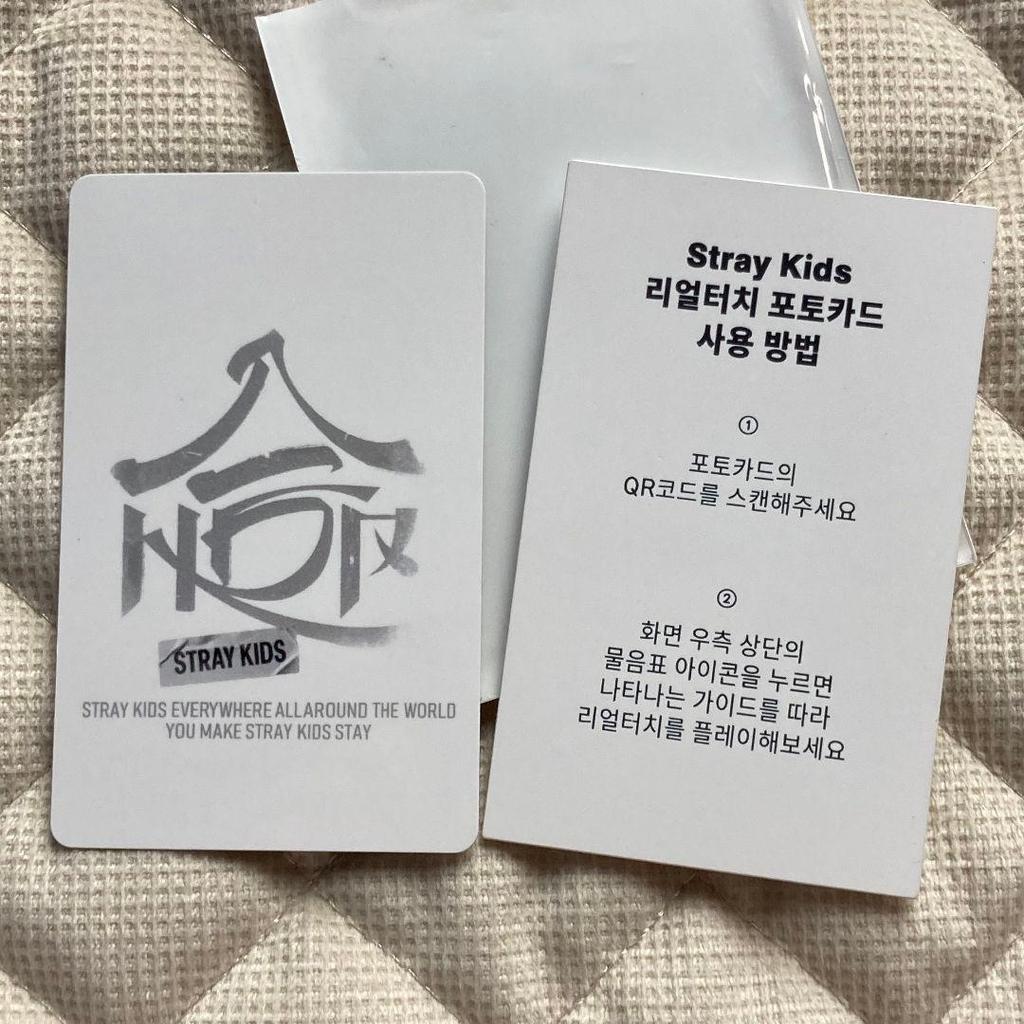 STRAY KIDS
STRAY KIDS EVERYWHERE ALL AROUND THE WORLD
YOU MAKE STRAY KIDS STAY
Stray Kids
리얼터치 포토카드
사용 방법
①
포토카드의
QR코드를 스캔해주세요
②
화면 우측 상단의
물음표 아이콘을 누르면
나타나는 가이드를 따라
리얼터치를 플레이해보세요